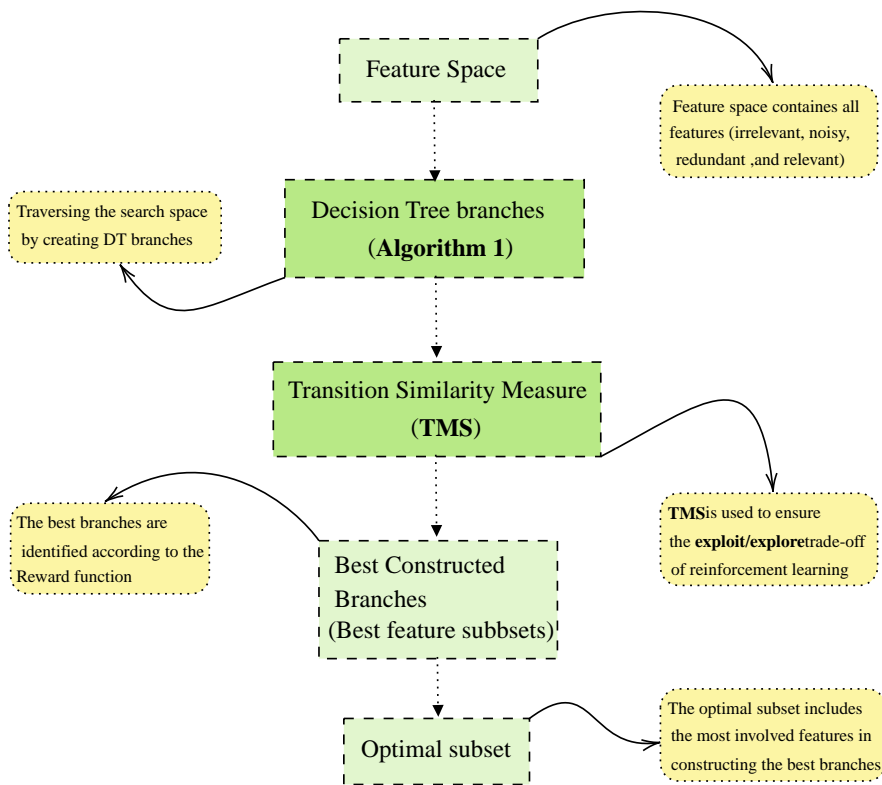 Feature Space
Feature space containes all
features (irrelevant, noisy,
redundant ,and relevant)
Decision Tree branches
(Algorithm 1)
Traversing the search space
by creating DT branches
Transition Similarity Measure
(TMS)
TMSis used to ensure
the exploit/exploretrade-off
of reinforcement learning
The best branches are
identified according to the
Reward function
Best Constructed
Branches
(Best feature subbsets)
Optimal subset
The optimal subset includes
the most involved features in
constructing the best branches